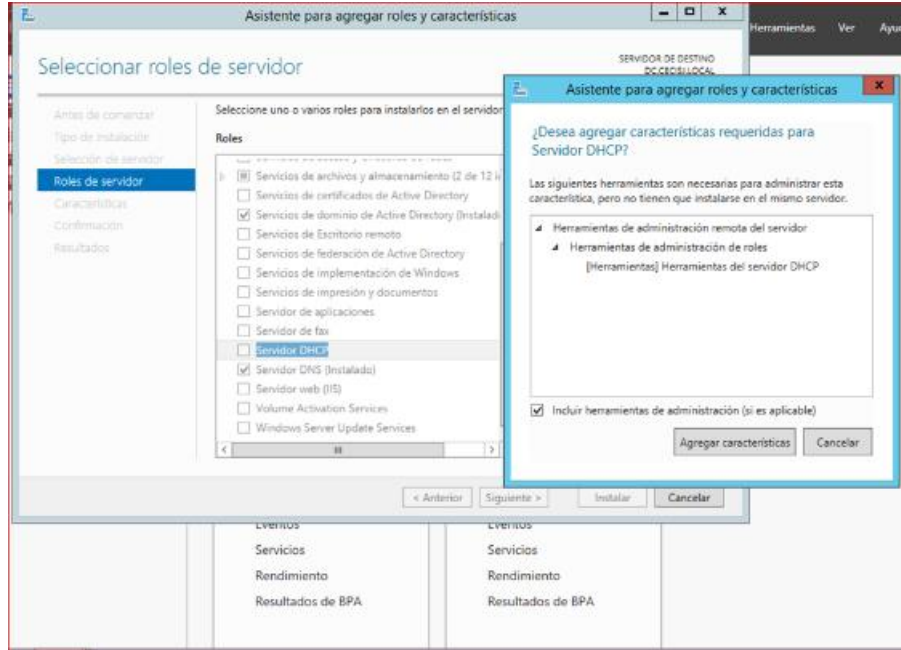 Asistente para agregar roles y características
Herramientas
Ver
Seleccionar roles de servidor
SERVIDOR DE DESTINO
DC.CECISI.LOCAL
Antes de comenzar
Tipo de instalación
Selección de servidor
Roles de servidor
Características
Confirmación
Resultados
Seleccione uno o varios roles para instalarlos en el servidor
Roles
Servicios de archivos y almacenamiento (2 de 12
Servicios de certificados de Active Directory
Servicios de dominio de Active Directory (Instalad
Servicios de Escritorio remoto
Servicios de federación de Active Directory
Servicios de implementación de Windows
Servicios de impresión y documentos
Servidor de aplicaciones
Servidor de fax
Servidor DHCP
Servidor DNS (Instalado)
Servidor web (IIS)
Volume Activation Services
Windows Server Update Services
< Anterior
Siguiente >
Instalar
Cancelar
Asistente para agregar roles y características
¿Desea agregar características requeridas para
Servidor DHCP?
Las siguientes herramientas son necesarias para administrar esta
característica, pero no tienen que instalarse en el mismo servidor.
Herramientas de administración remota del servidor
Herramientas de administración de roles
[Herramientas] Herramientas del servidor DHCP
Incluir herramientas de administración (si es aplicable)
Agregar características
Cancelar
Eventos
Servicios
Rendimiento
Resultados de BPA
Eventos
Servicios
Rendimiento
Resultados de BPA